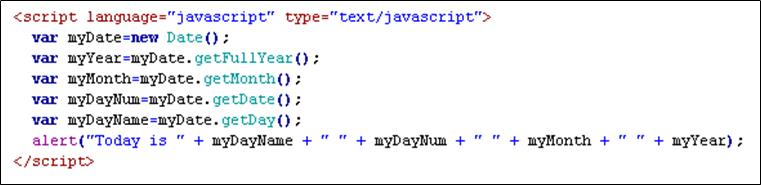 <script language="javascript" type="text/javascript">
var myDate=new Date();
var myYear=myDate.getFullYear();
var myMonth=myDate.getMonth();
var myDayNum=myDate.getDate();
var myDayName=myDate.getDay();
alert("Today is " + myDayName + " " + myDayNum + " " + myMonth + " " + myYear);
</script>